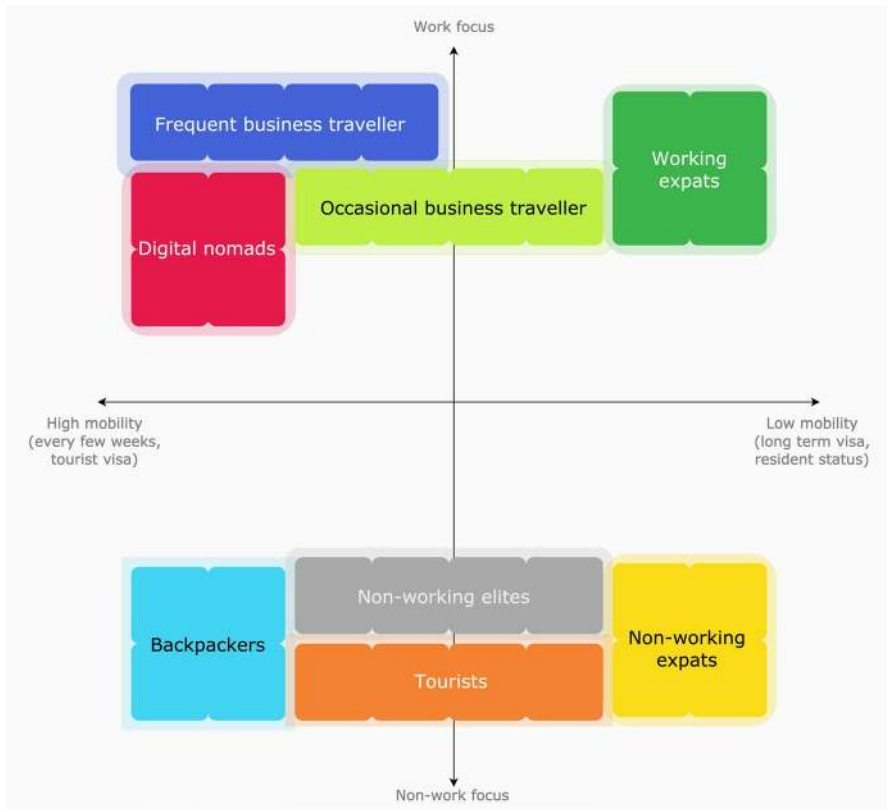 Work focus
Frequent business traveller
Working
expats
Occasional business traveller
Digital nomads
High mobility
(every few weeks,
tourist visa)
Low mobility
(long term visa,
resident status)
Non-working elites
Backpackers
Non-working
expats
Tourists
Non-work focus